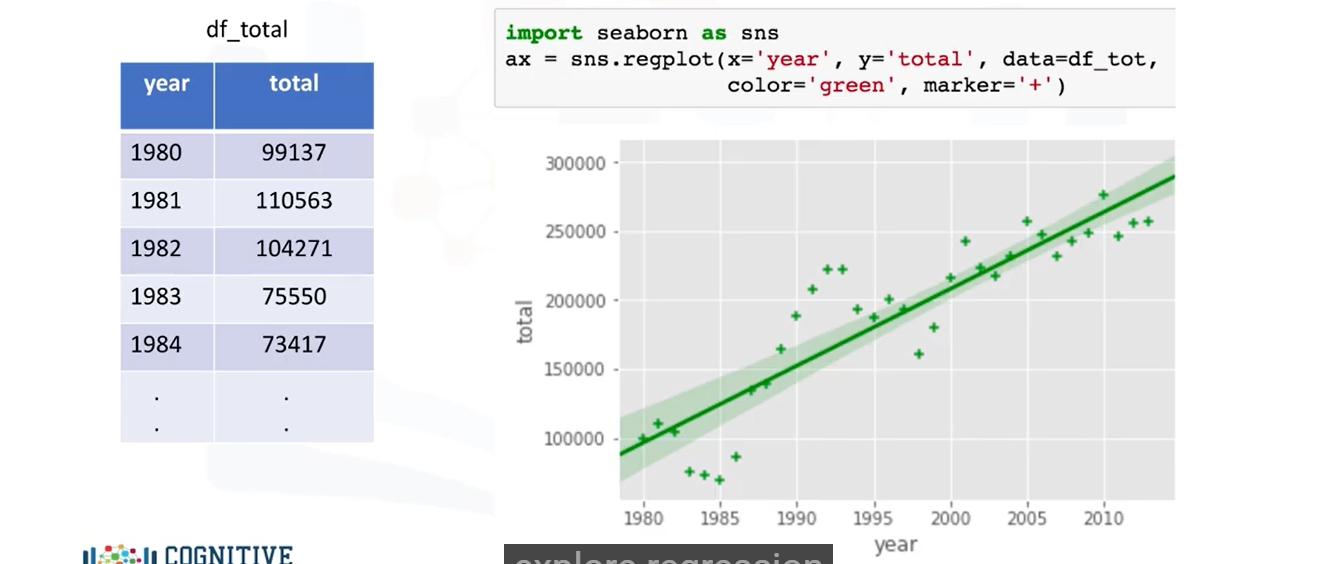 df_total
year total
1980 99137
1981 110563
1982 104271
1983 75550
1984 73417
. .
. .
import seaborn as sns
ax = sns.regplot(x='year', y='total', data=df_tot,
color='green', marker='+')
300000
250000
200000
150000
100000
total
1980 1985 1990 1995 2000 2005 2010
year
COGNITIVE
explore regression